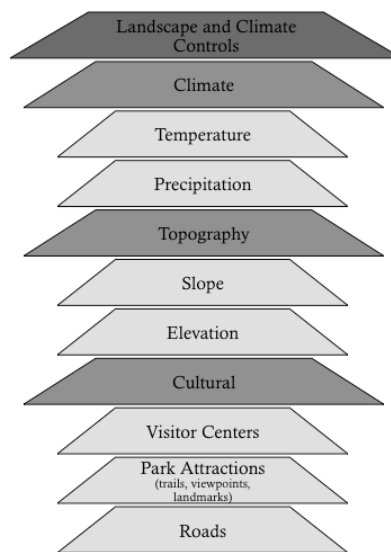 Landscape and Climate
Controls
Climate
Temperature
Precipitation
Topography
Slope
Elevation
Cultural
Visitor Centers
Park Attractions
(trails, viewpoints,
landmarks)
Roads